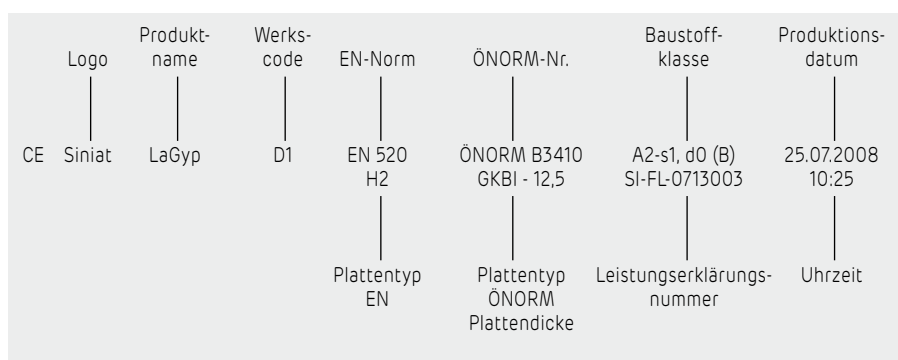 Logo
Produkt-
name
Werks-
code
EN-Norm
ÖNORM-Nr.
Baustoff-
klasse
Produktions-
datum
CE Siniat LaGyp D1 EN 520 ÖNORM B3410 A2-s1, d0 (B) 25.07.2008
H2 GKBI - 12,5 SI-FL-0713003 10:25
Plattentyp
EN
Plattentyp
ÖNORM
Plattendicke
Leistungserklärungs-
nummer
Uhrzeit